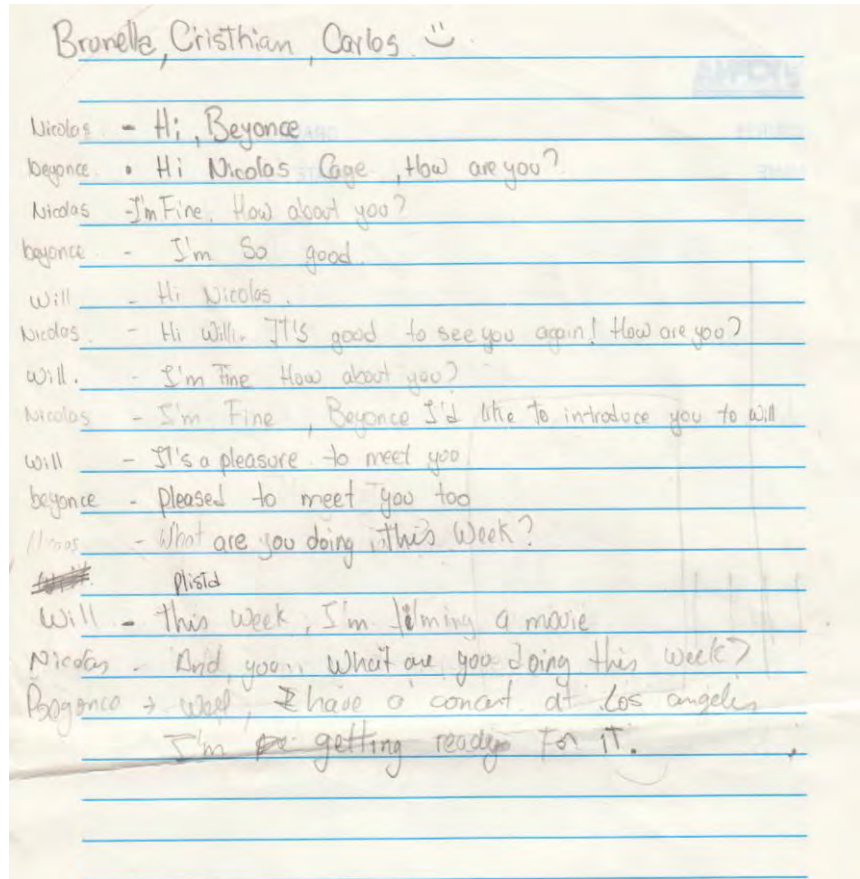 Brunella, Cristhian, Carlos
Nicolas - Hi, Beyonce
beyonce. • Hi Nicolas Cage, How are you?
Nicolas - I'm Fine, How about you?
beyonce - I'm So good.
Will - Hi Nicolas.
Nicolas. - Hi Will. IT'S good to see you again! How are you?
Will. - I'm Fine How about you?
Nicolas - I'm Fine, Beyonce I'd like to introduce you to Will
Will - IT's a pleasure to meet you
beyonce - pleased to meet you too
- What are you doing this Week?
plisid
Will - this week, I'm filming a movie
Nicolas - And, you.. What are you doing this week?
Beyonce → well, I have a concert at Los angeles
I'm getting ready For iT.